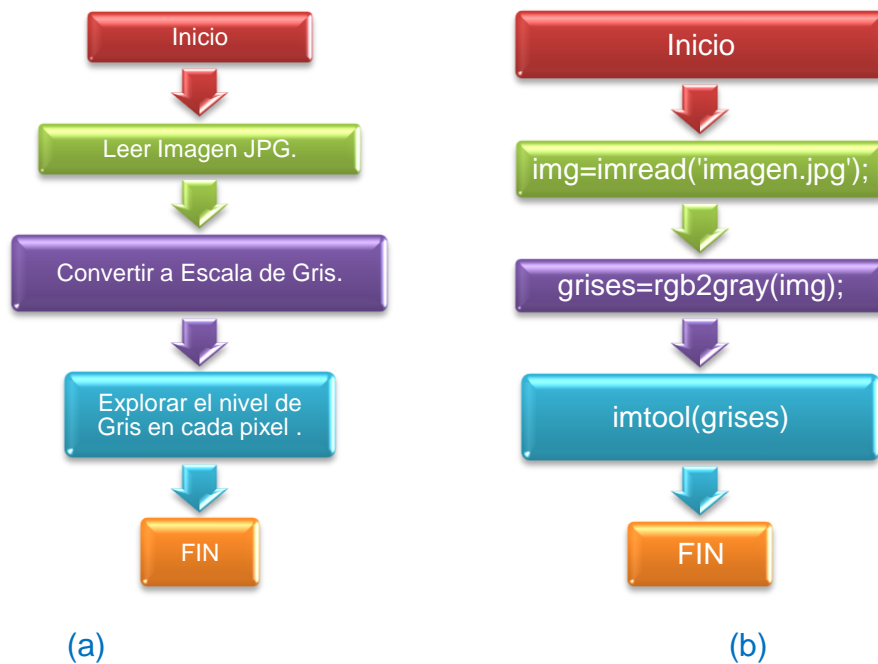 Inicio
Leer Imagen JPG.
Convertir a Escala de Gris.
Explorar el nivel de
Gris en cada pixel .
FIN
(a)
Inicio
img=imread('imagen.jpg');
grises=rgb2gray(img);
imtool(grises)
FIN
(b)